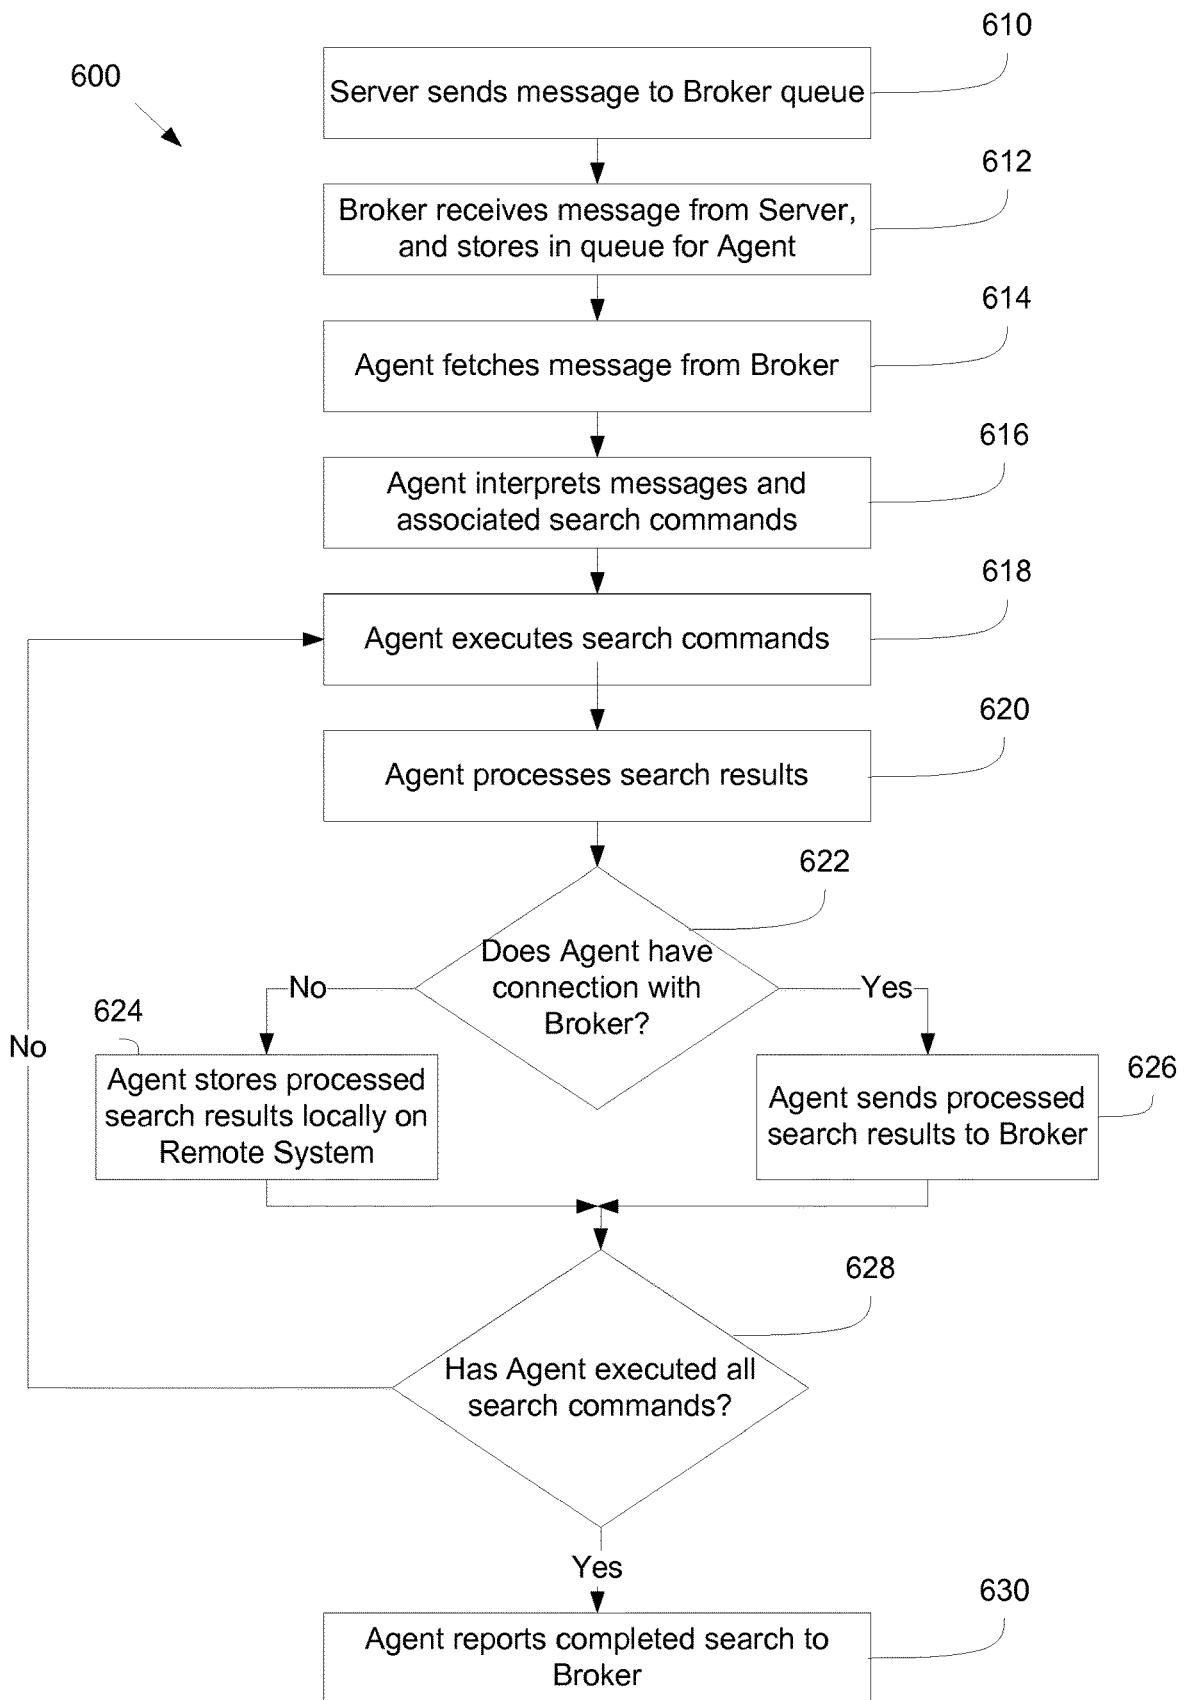 610
600
Server sends message to Broker queue
612
Broker receives message from Server,
and stores in queue for Agent
614
Agent fetches message from Broker
616
Agent interprets messages and
associated search commands
618
Agent executes search commands
620
Agent processes search results
622
Does Agent have
connection with
Broker?
No
Yes
624
No
Agent stores processed
search results locally on
Remote System
626
Agent sends processed
search results to Broker
628
Has Agent executed all
search commands?
Yes
630
Agent reports completed search to
Broker